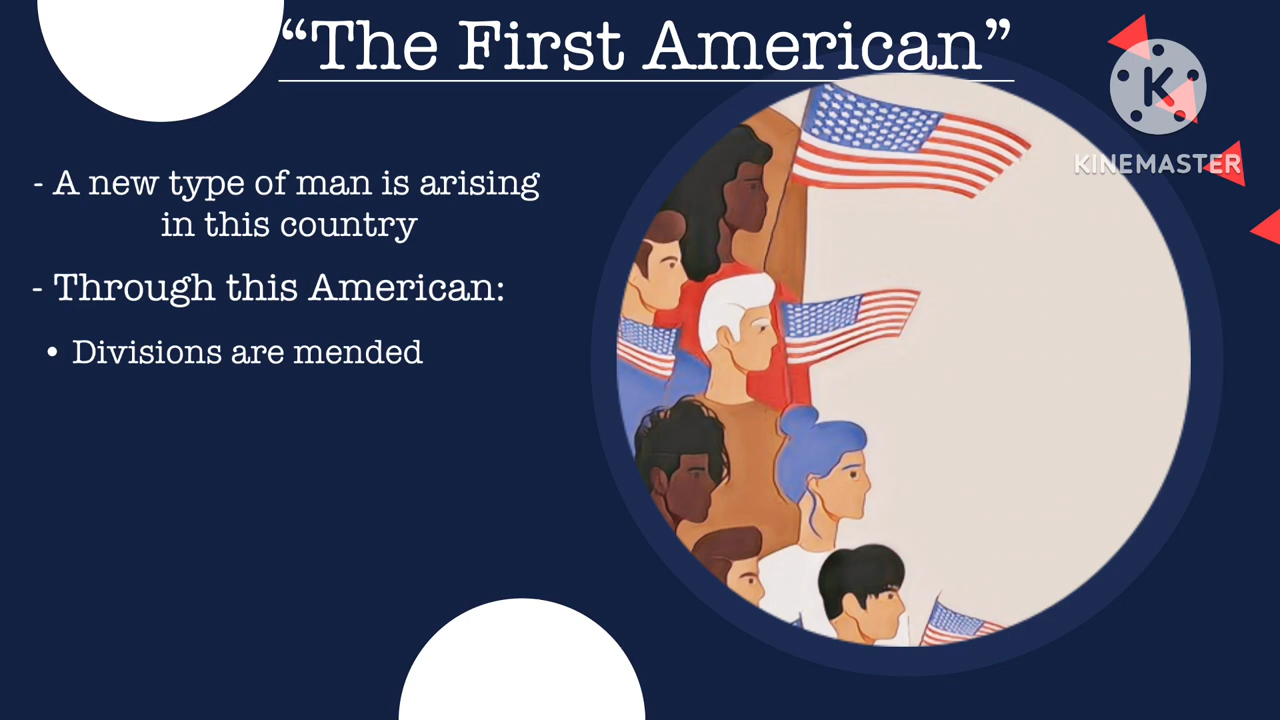 “The First American”
- A new type of man is arising
in this country
- Through this American:
• Divisions are mended
K
KINEMASTER